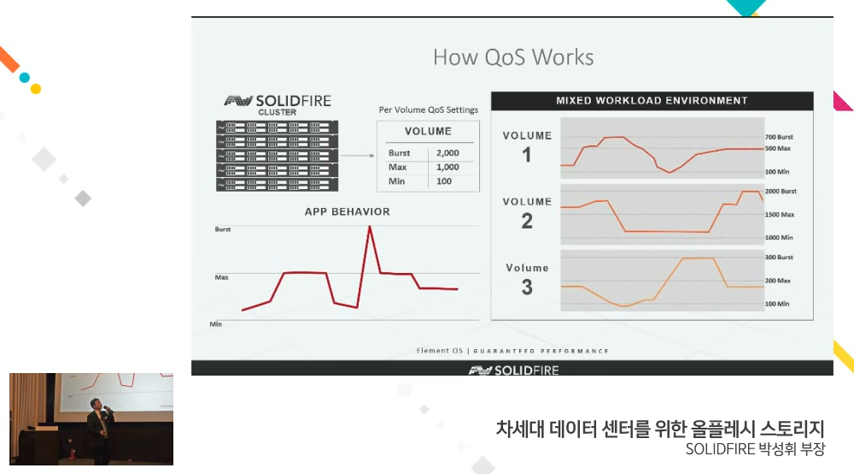 How QoS Works
SOLIDFIRE
CLUSTER
Per Volume QoS Settings
VOLUME
Burst 2,000
Max 1,000
Min 100
APP BEHAVIOR
Burst
Max
Min
MIXED WORKLOAD ENVIRONMENT
VOLUME
1
700 Burst
500 Max
100 Min
VOLUME
2
2000 Burst
1500 Max
1000 Min
Volume
3
300 Burst
200 Max
100 Min
Element OS | GUARANTEED PERFORMANCE
SOLIDFIRE
차세대 데이터 센터를 위한 올플레시 스토리지
SOLIDFIRE 박성휘 부장